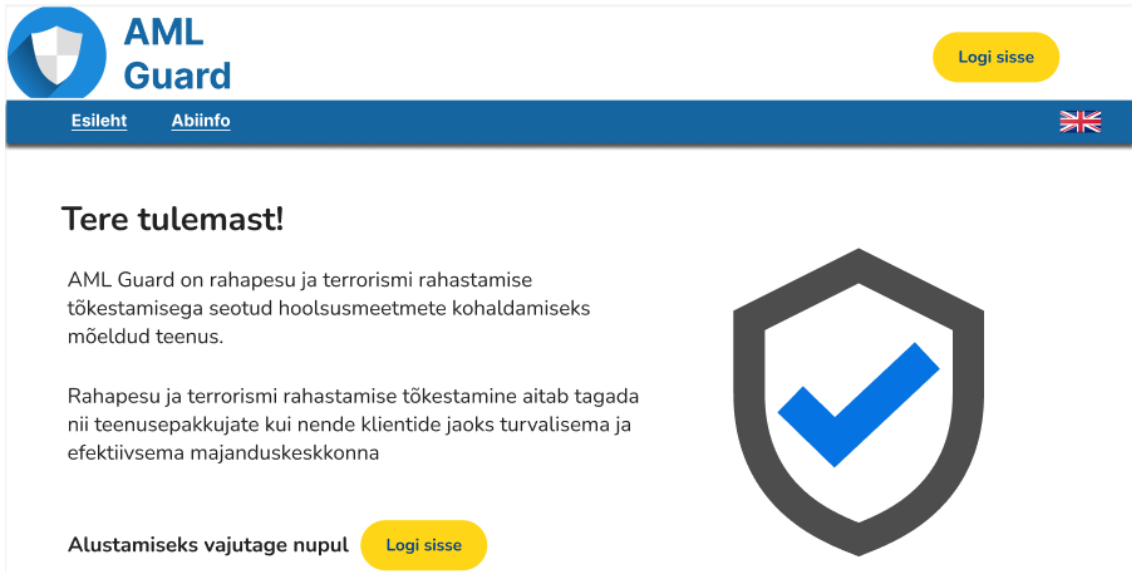 AML
Guard
Logi sisse
Esileht Abiinfo
Tere tulemast!
AML Guard on rahapesu ja terrorismi rahastamise
tõkestamisega seotud hoolsusmeetmete kohaldamiseks
mõeldud teenus.
Rahapesu ja terrorismi rahastamise tõkestamine aitab tagada
nii teenusepakkujate kui nende klientide jaoks turvalisema ja
efektiivsema majanduskeskkonna
Alustamiseks vajutage nupul Logi sisse